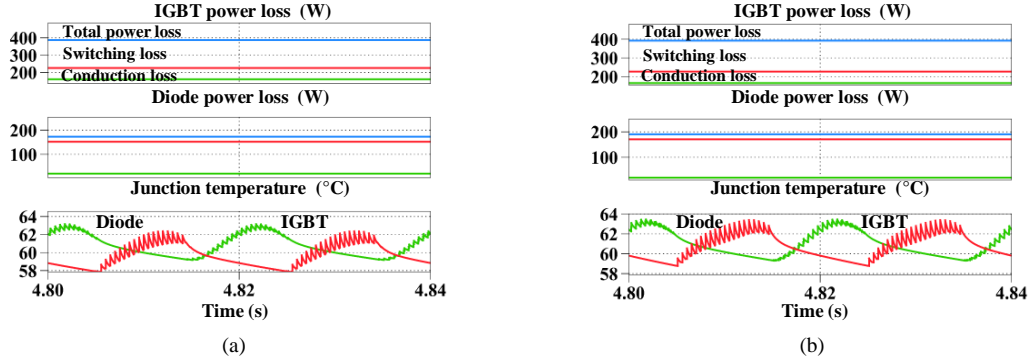 IGBT power loss (W)
Total power loss
400
Switching loss
300
200
Conduction loss
Diode power loss (W)
200
100
Junction temperature (°C)
64
Diode
IGBT
62
60
58
4.80
4.82
4.84
Time (s)
(a)
IGBT power loss (W)
Total power loss
400
Switching loss
300
200
Conduction loss
Diode power loss (W)
200
100
Junction temperature (°C)
64
Diode
IGBT
62
60
58
4.80
4.82
4.84
Time (s)
(b)